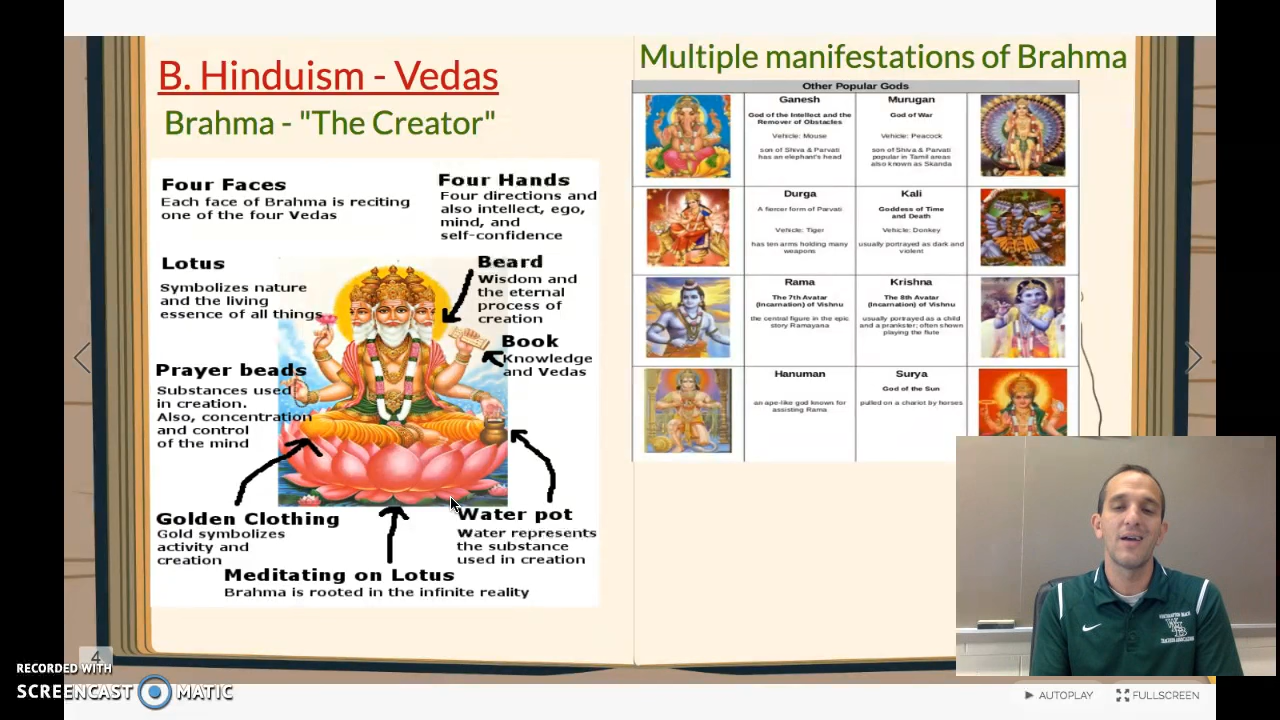 B. Hinduism - Vedas
Brahma - "The Creator"
Four Faces
Each face of Brahma is reciting
one of the four Vedas
Four Hands
Four directions and
also intellect, ego,
mind, and
self-confidence
Lotus
Symbolizes nature
and the living
essence of all things
Beard
Wisdom and
the eternal
process of
creation
Book
Knowledge
and Vedas
Prayer beads
Substances used
in creation.
Also, concentration
and control
of the mind
Golden Clothing
Gold symbolizes
activity and
creation
Water pot
Water represents
the substance
used in creation
Meditating on Lotus
Brahma is rooted in the infinite reality
Multiple manifestations of Brahma
Other Popular Gods
Ganesh
God of the Intellect and the
Remover of Obstacles
Vehicle: Mouse
son of Shiva & Parvati
has an elephant's head
Murugan
God of War
Vehicle: Peacock
son of Shiva & Parvati
popular in Tamil areas
also known as Skanda
Durga
A fiercer form of Parvati
Vehicle: Tiger
has ten arms holding many
weapons
Kali
Goddess of Time
and Death
Vehicle: Donkey
usually portrayed as dark and
violent
Rama
The 7th Avatar
(Incarnation) of Vishnu
the central figure in the epic
story Ramayana
Krishna
The 8th Avatar
(Incarnation) of Vishnu
usually portrayed as a child
and a prankster; often shown
playing the flute
Hanuman
an ape-like god known for
assisting Rama
Surya
God of the Sun
pulled on a chariot by horses
4
RECORDED WITH
SCREENCAST MATIC
AUTOPLAY
FULLSCREEN